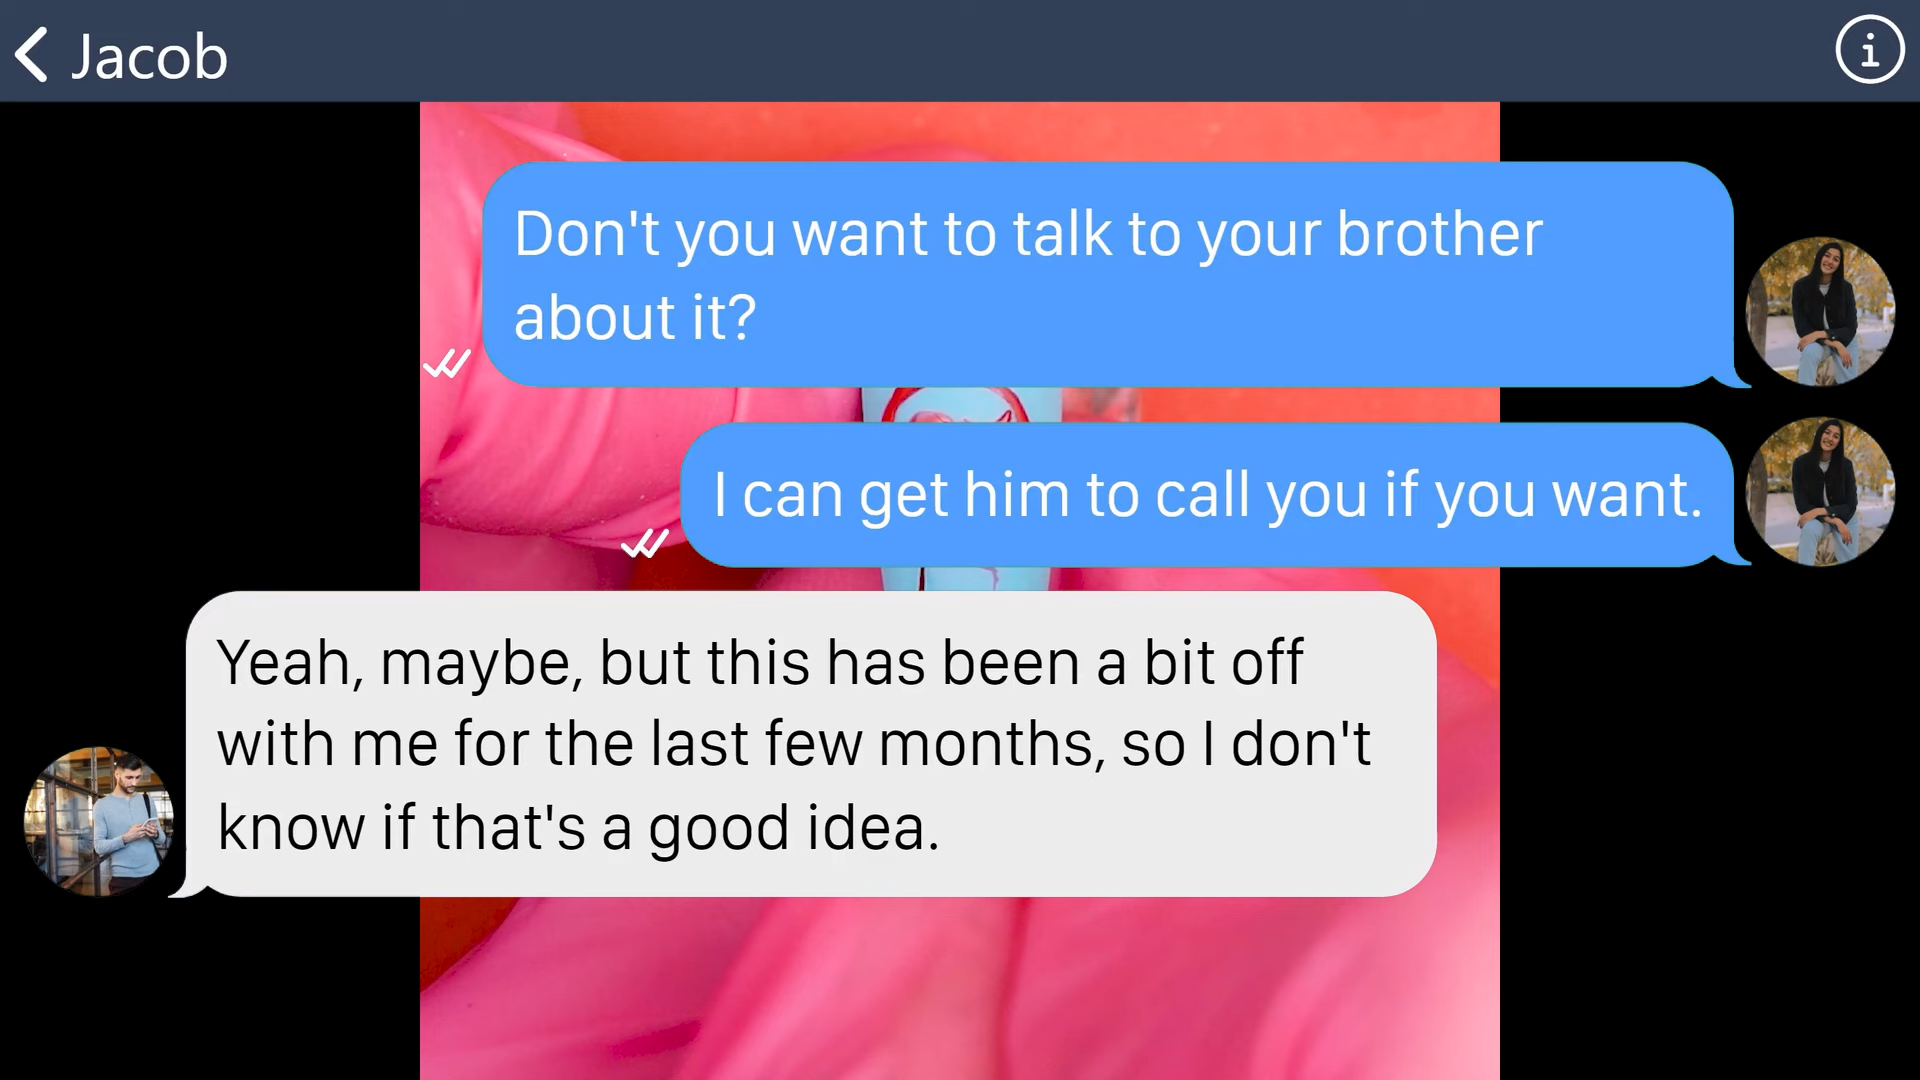 Jacob
Don't you want to talk to your brother
about it?
I can get him to call you if you want.
Yeah, maybe, but this has been a bit off
with me for the last few months, so I don't
know if that's a good idea.